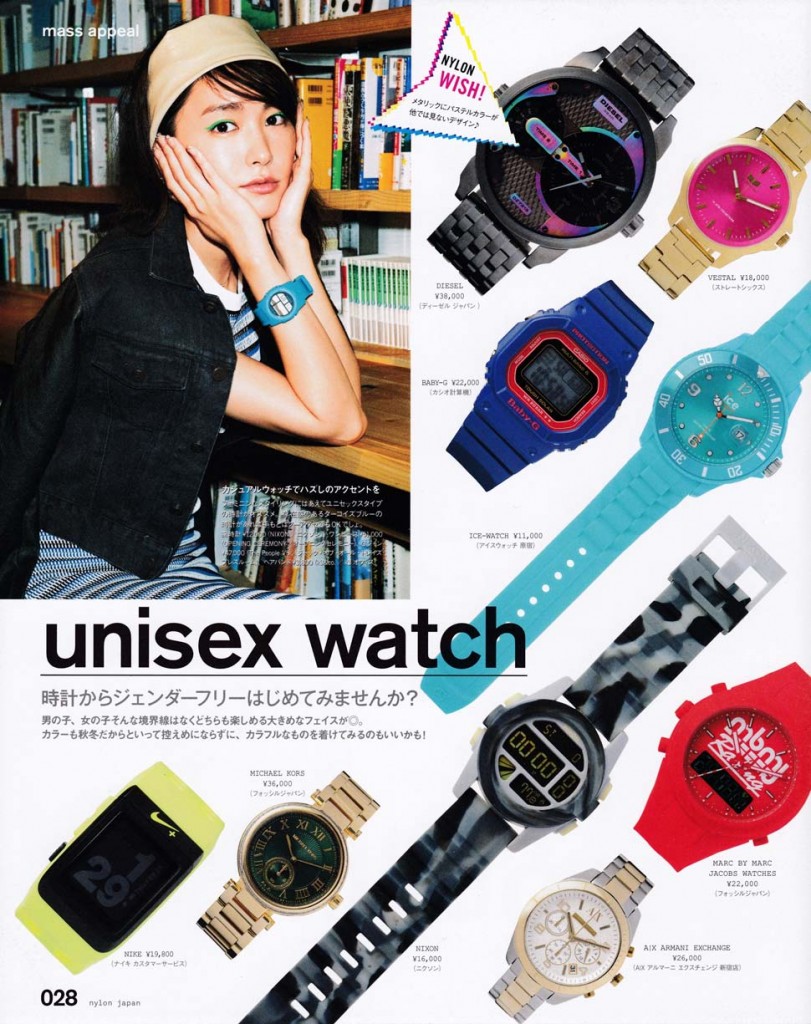 mass appeal
NYLON
WISH!
メタリックにパステルカラーが
他では見ないデザイン♪
DIESEL
¥38,000
(ディーゼル ジャパン)
VESTAL ¥18,000
(ストレートシックス)
BABY-G ¥22,000
(カシオ計算機)
Baby-G
ice
ICE-WATCH ¥11,000
(アイスウォッチ 原宿)
カジュアルウォッチでハズしのアクセントを
unisex watch
時計からジェンダーフリーはじめてみませんか?
男の子、女の子そんな境界線はなくどちらも楽しめる大きめなフェイスが◎。
カラーも秋冬だからといって控えめにならずに、カラフルなものを着けてみるのもいいかも!
MICHAEL KORS
¥36,000
(フォッシルジャパン)
29
NIKE ¥19,800
(ナイキ カスタマーサービス)
00:00
NIXON
¥16,000
(ニクソン)
Racing
MARC BY MARC
JACOBS WATCHES
¥22,000
(フォッシルジャパン)
A|X ARMANI EXCHANGE
¥26,000
(A|X アルマーニ エクスチェンジ 新宿店)
028 nylon japan